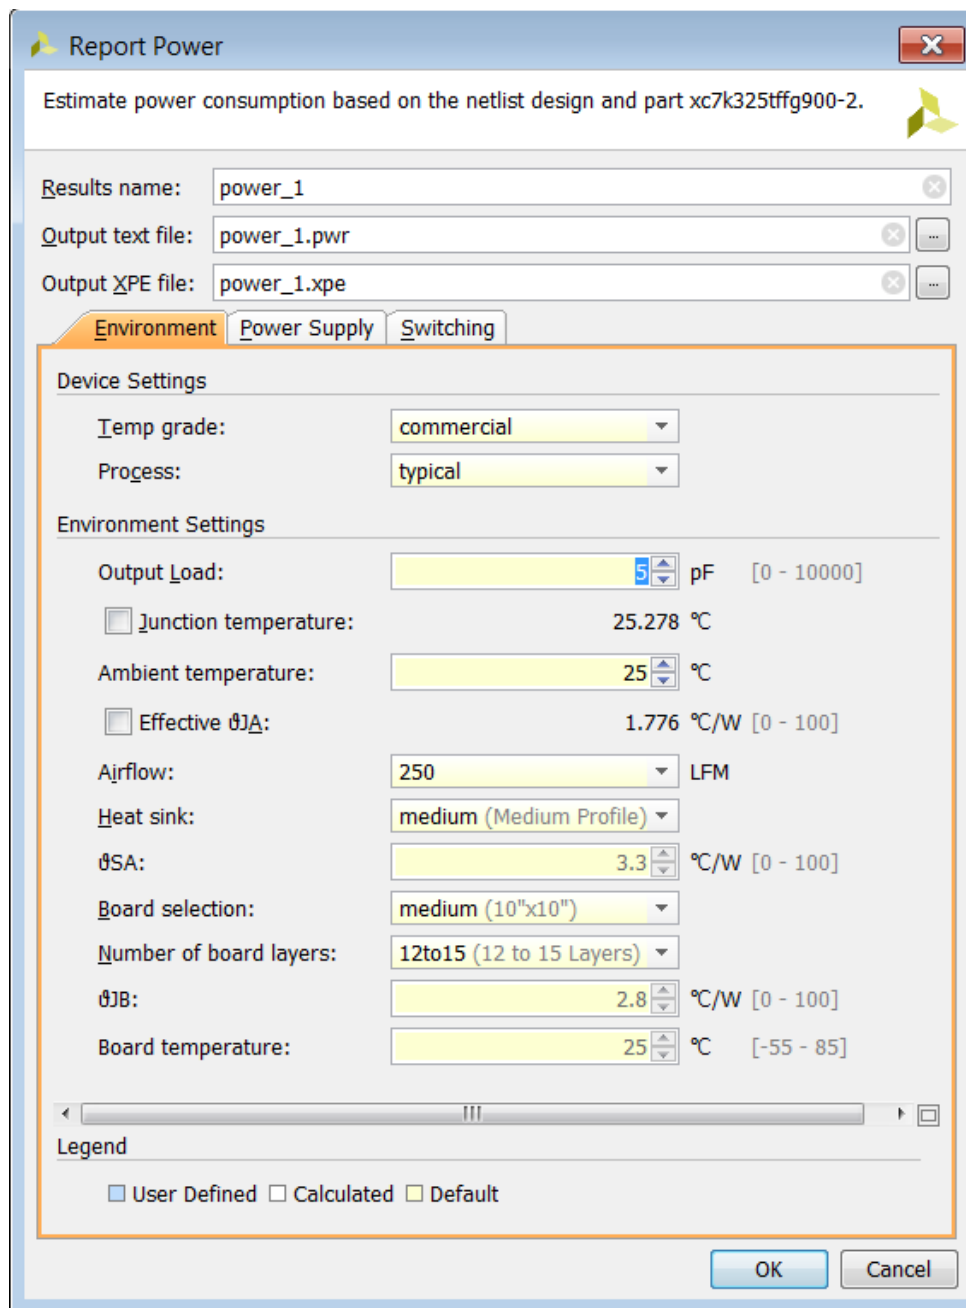 Report Power
Estimate power consumption based on the netlist design and part xc7k325tffg900-2.
Results name: power_1
Output text file: power_1.pwr ...
Output XPE file: power_1.xpe ...
Environment Power Supply Switching
Device Settings
Temp grade: commercial
Process: typical
Environment Settings
Output Load: 5 pF [0 - 10000]
Junction temperature: 25.278 °C
Ambient temperature: 25 °C
Effective ϑJA: 1.776 °C/W [0 - 100]
Airflow: 250 LFM
Heat sink: medium (Medium Profile)
ϑSA: 3.3 °C/W [0 - 100]
Board selection: medium (10"x10")
Number of board layers: 12to15 (12 to 15 Layers)
ϑJB: 2.8 °C/W [0 - 100]
Board temperature: 25 °C [-55 - 85]
Legend
User Defined Calculated Default
OK Cancel